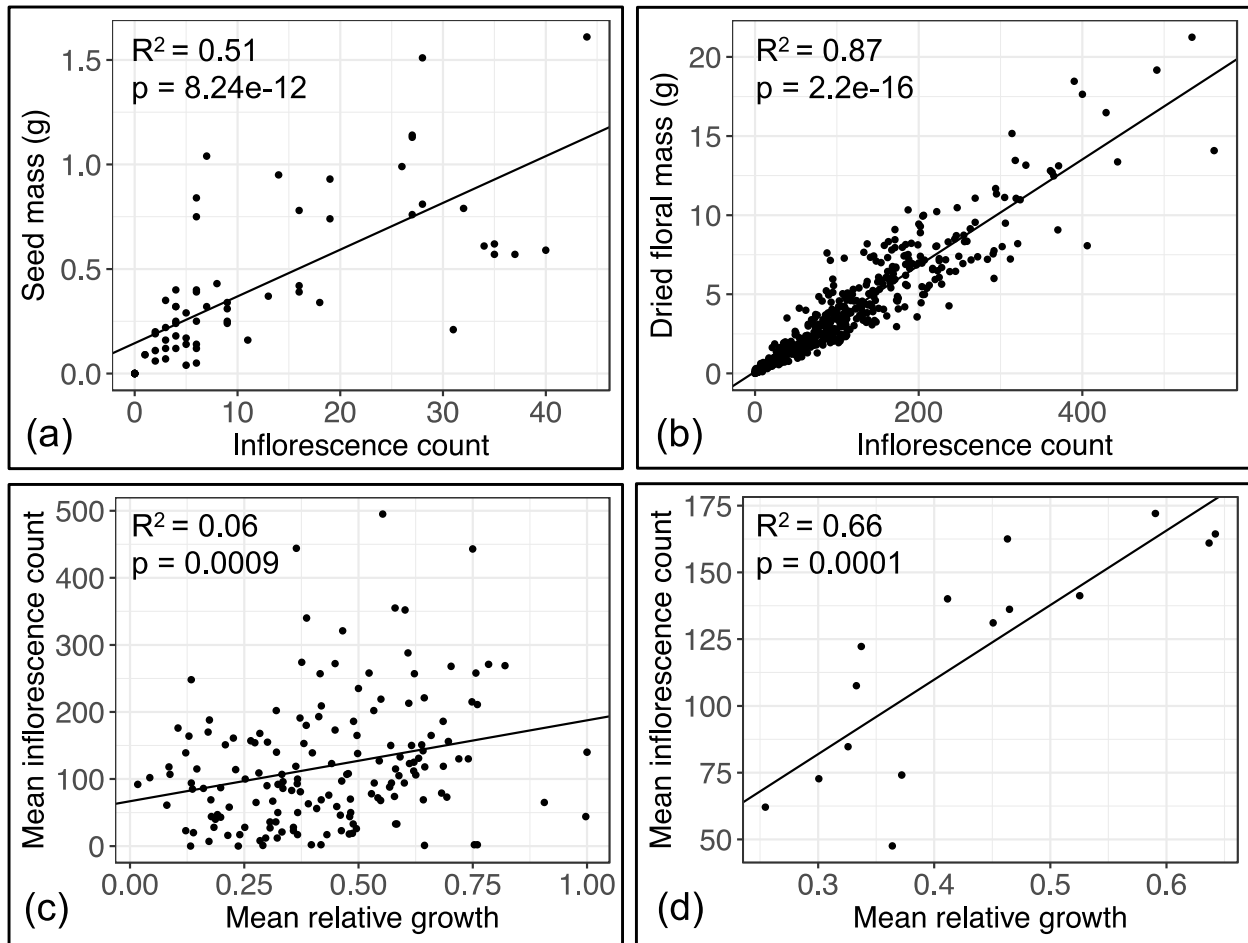 R² = 0.51
p = 8.24e-12
Seed mass (g)
1.5
1.0
0.5
0.0
0 10 20 30 40
Inflorescence count
(a)
R² = 0.87
p = 2.2e-16
Dried floral mass (g)
20
15
10
5
0
0 200 400
Inflorescence count
(b)
R² = 0.06
p = 0.0009
Mean inflorescence count
500
400
300
200
100
0
0.00 0.25 0.50 0.75 1.00
Mean relative growth
(c)
R² = 0.66
p = 0.0001
Mean inflorescence count
175
150
125
100
75
50
0.3 0.4 0.5 0.6
Mean relative growth
(d)